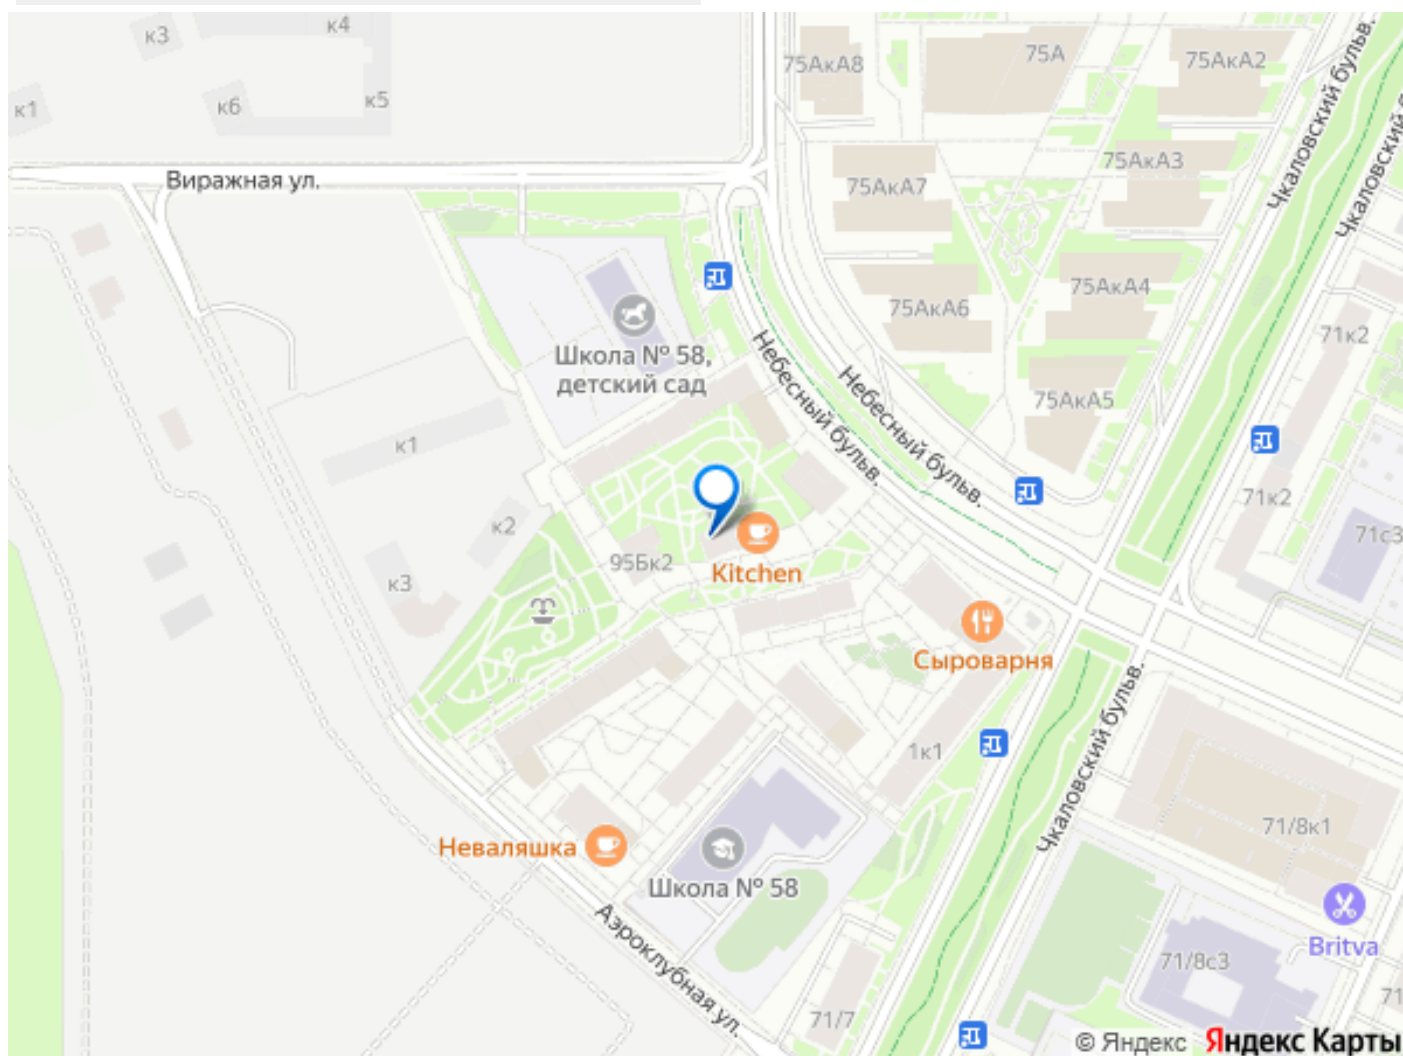 к3
к4
75АкА8
75А
75АкА2
Чкаловский бульв.
к1
к6
к5
Чкаловский б
Виражная ул.
75АкА7
75АкА3
75АкА6
75АкА4
71к2
Школа № 58,
детский сад
Небесный бульв.
Небесный бульв.
75АкА5
к1
71к2
к2
71с3
95Бк2
Kitchen
к3
Сыроварня
1к1
Чкаловский бульв.
71/8к1
Неваляшка
Школа № 58
Britva
Аэроклубная ул.
71/8с3
71
71/7
© Яндекс Яндекс Карты